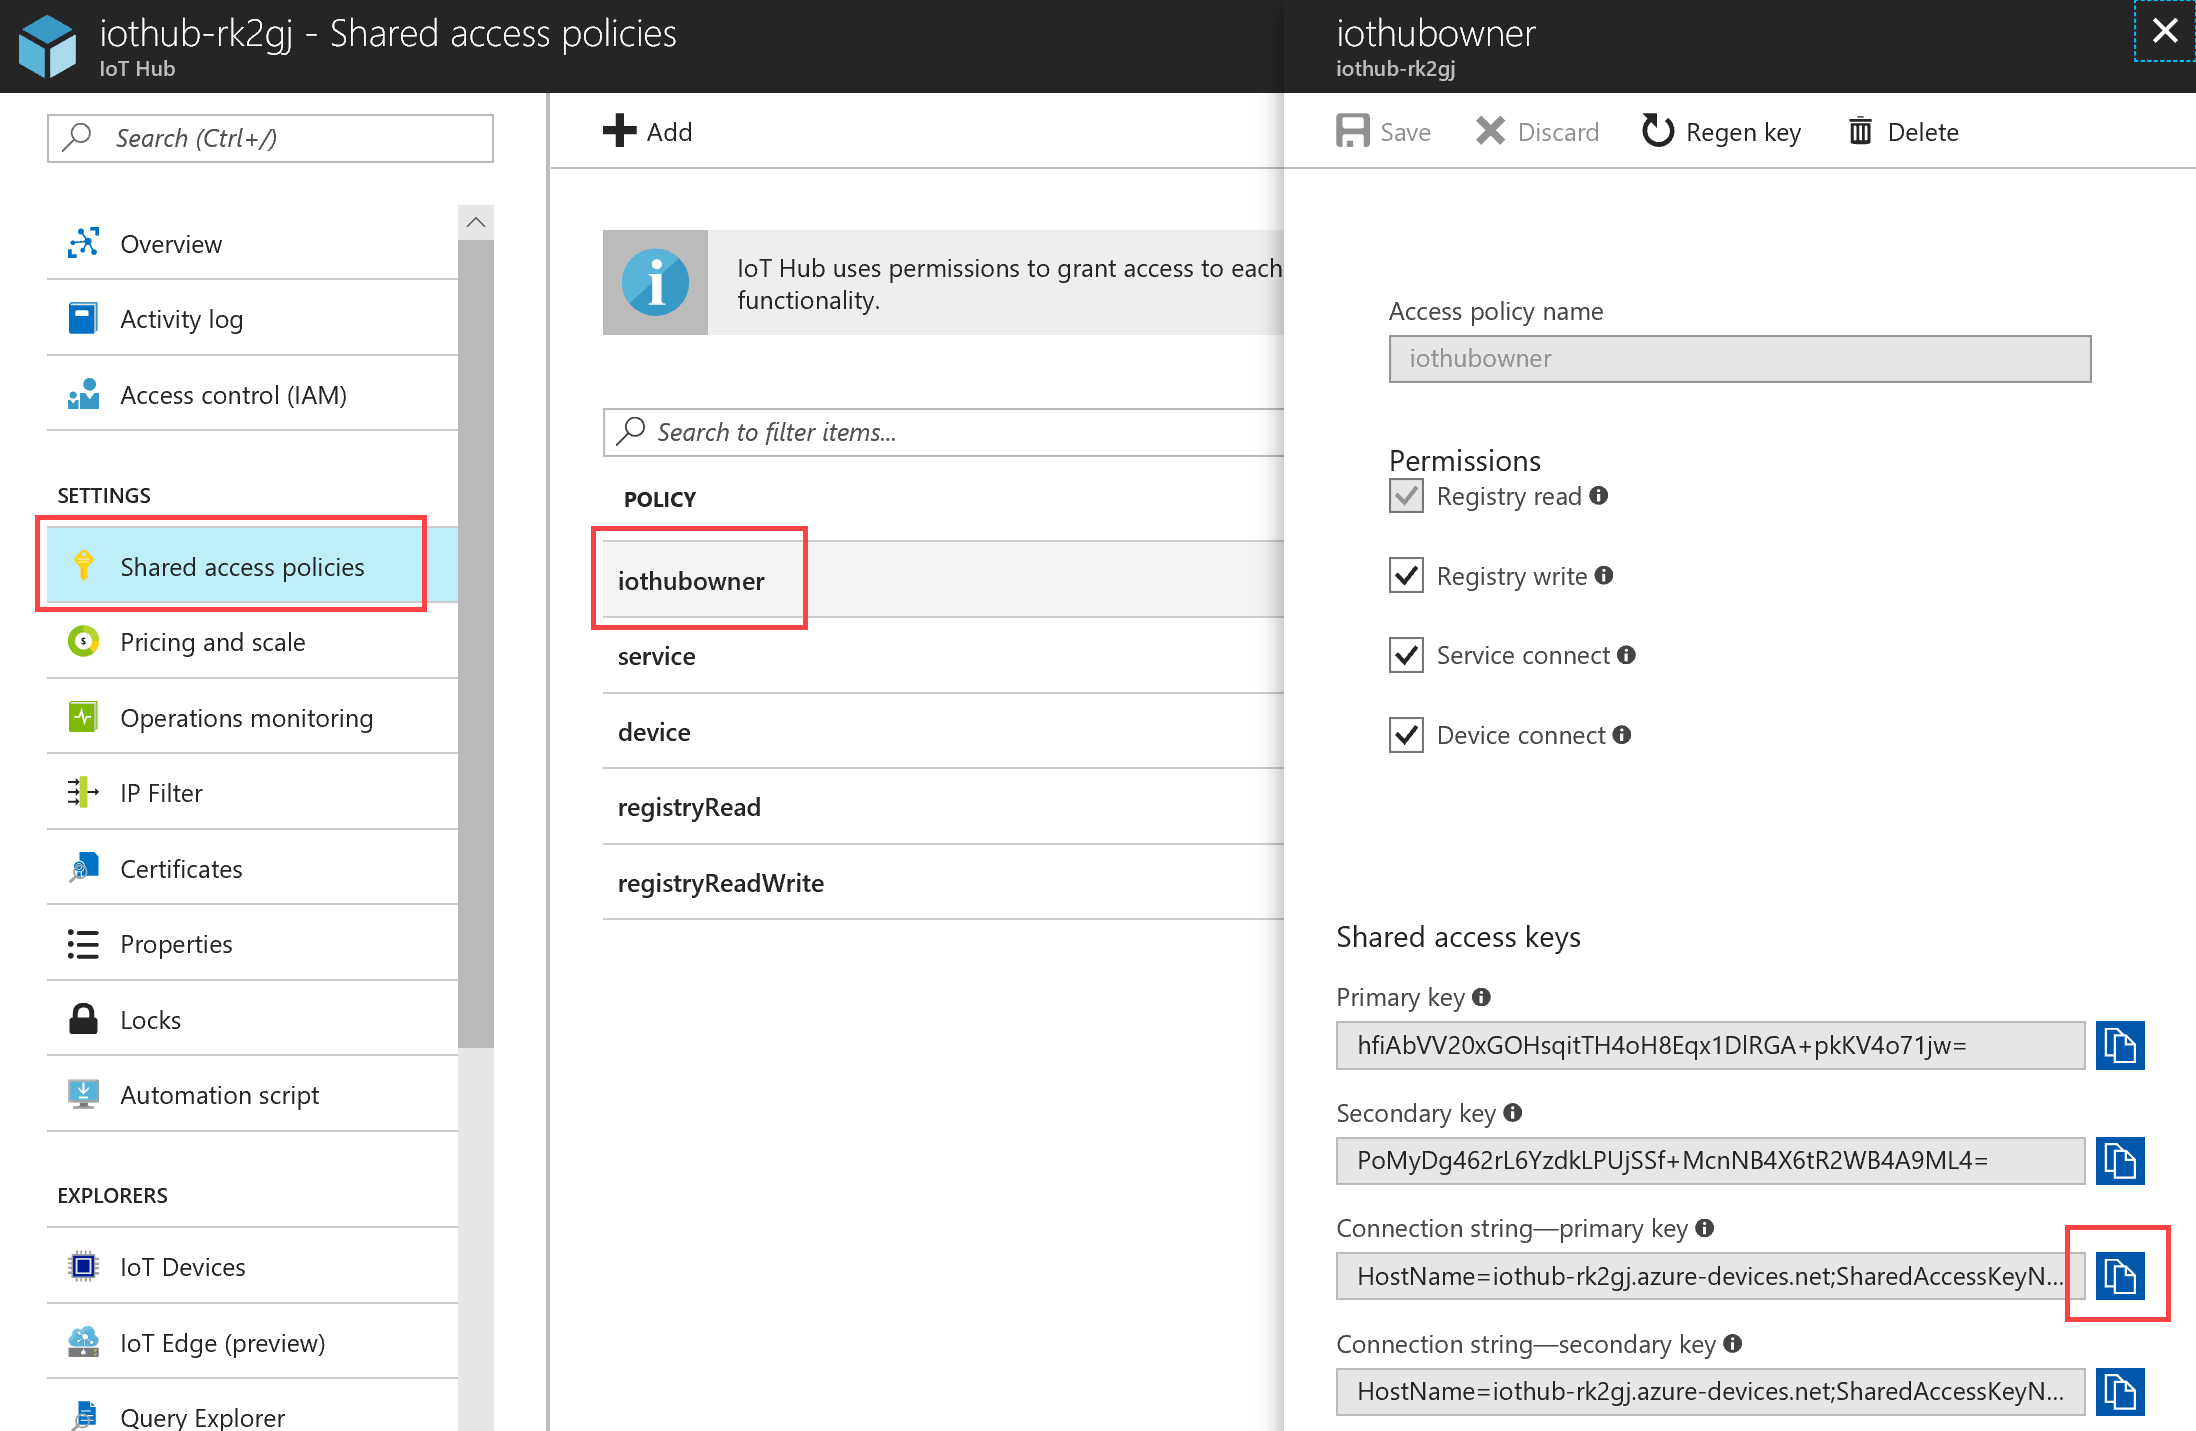 iothub-rk2gj - Shared access policies
IoT Hub
Search (Ctrl+/)
Overview
Activity log
Access control (IAM)
SETTINGS
Shared access policies
Pricing and scale
Operations monitoring
IP Filter
Certificates
Properties
Locks
Automation script
EXPLORERS
IoT Devices
IoT Edge (preview)
Query Explorer
Add
IoT Hub uses permissions to grant access to each
functionality.
Search to filter items...
POLICY
iothubowner
service
device
registryRead
registryReadWrite
iothubowner
iothub-rk2gj
Save Discard Regen key Delete
Access policy name
iothubowner
Permissions
Registry read
Registry write
Service connect
Device connect
Shared access keys
Primary key
hfiAbVV20xGOHsqitTH4oH8Eqx1DlRGA+pkKV4o71jw=
Secondary key
PoMyDg462rL6YzdkLPUjSSf+McnNB4X6tR2WB4A9ML4=
Connection string—primary key
HostName=iothub-rk2gj.azure-devices.net;SharedAccessKeyN...
Connection string—secondary key
HostName=iothub-rk2gj.azure-devices.net;SharedAccessKeyN...